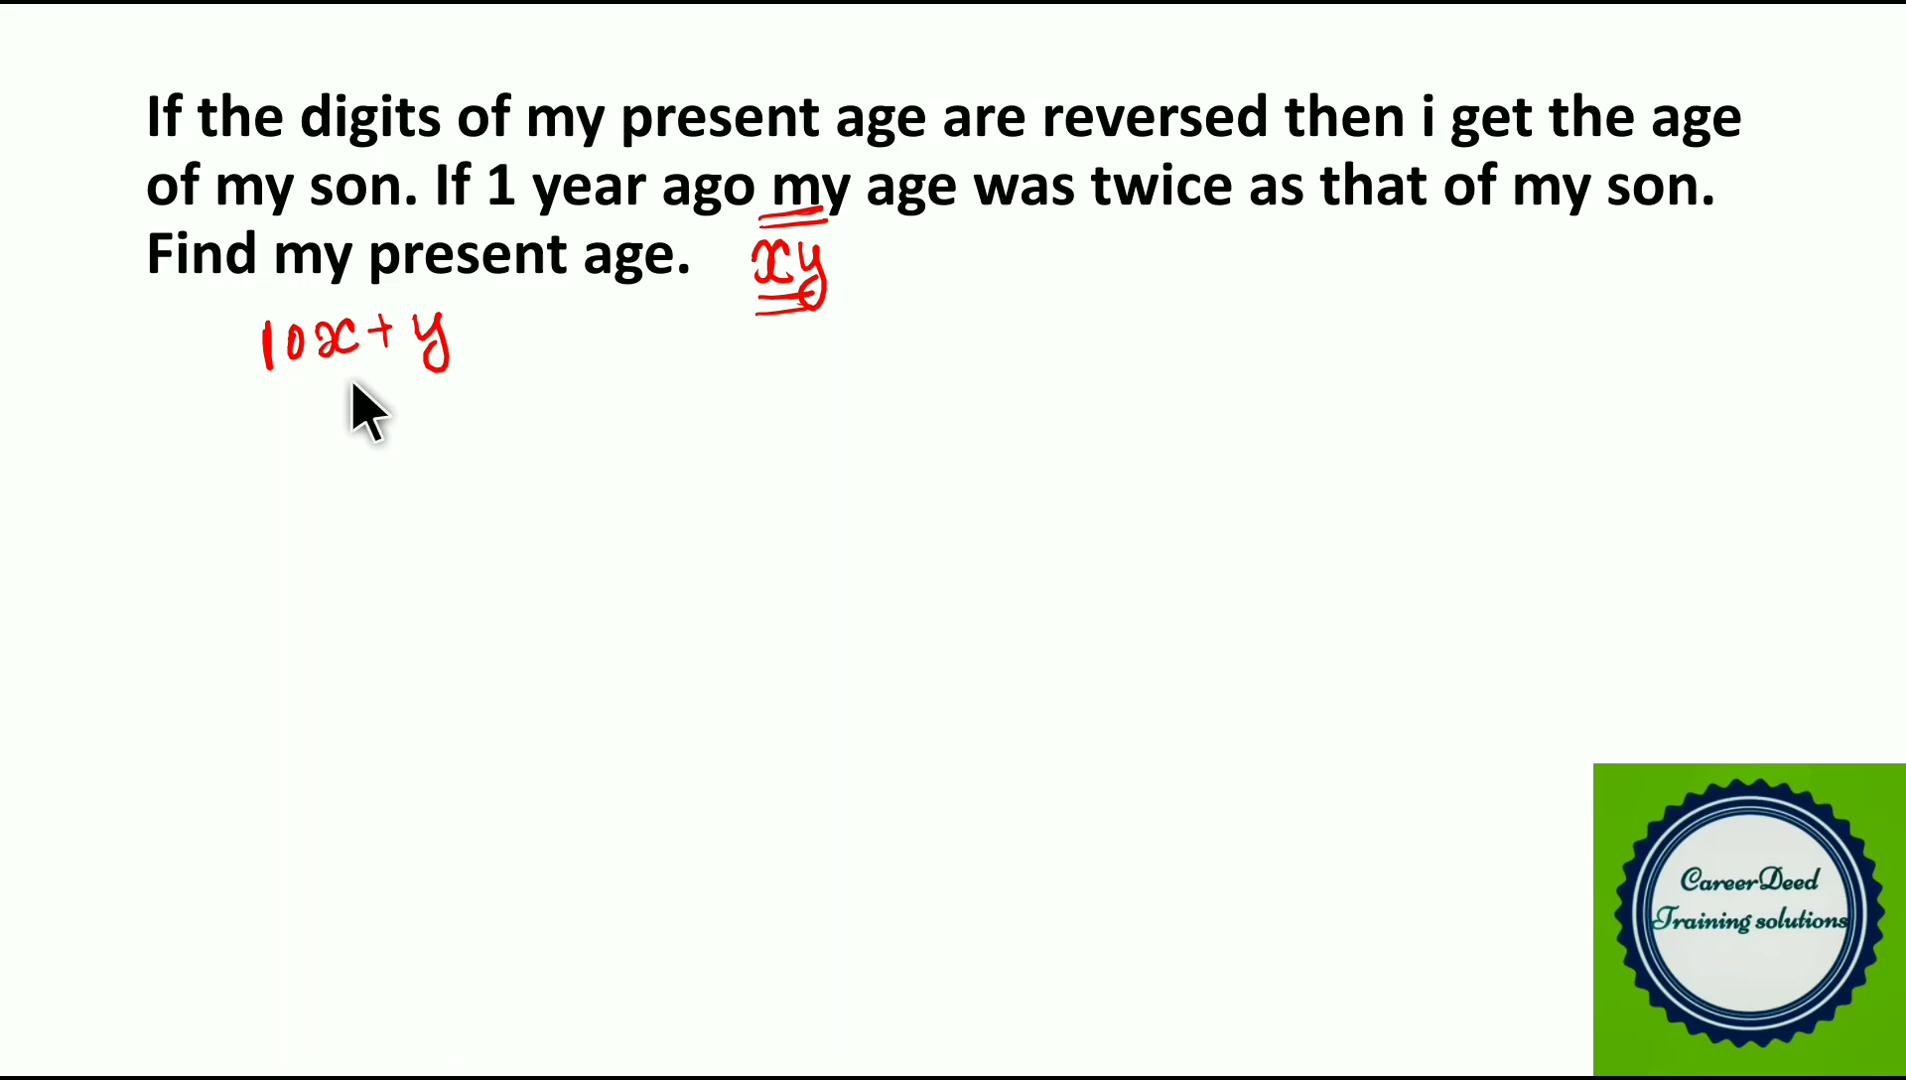 If the digits of my present age are reversed then i get the age
of my son. If 1 year ago my age was twice as that of my son.
Find my present age. xy
10x+y
CareerDeed
Training solutions